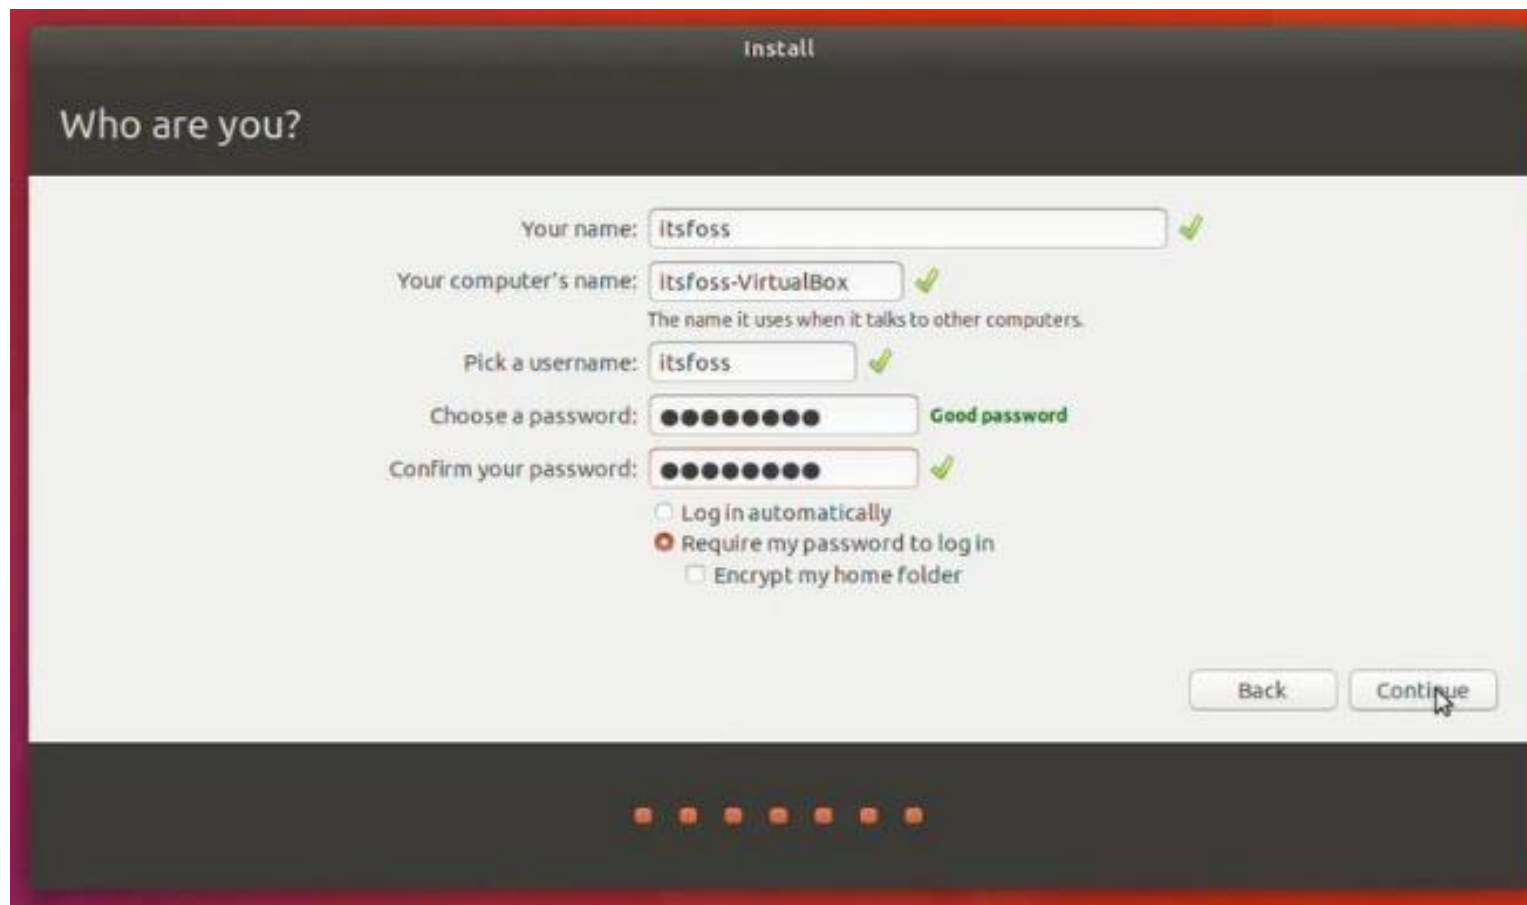 Install
Who are you?
Your name: itsfoss
Your computer's name: itsfoss-VirtualBox
The name it uses when it talks to other computers.
Pick a username: itsfoss
Choose a password: ●●●●●●●● Good password
Confirm your password: ●●●●●●●●
Log in automatically
Require my password to log in
Encrypt my home folder
Back Continue